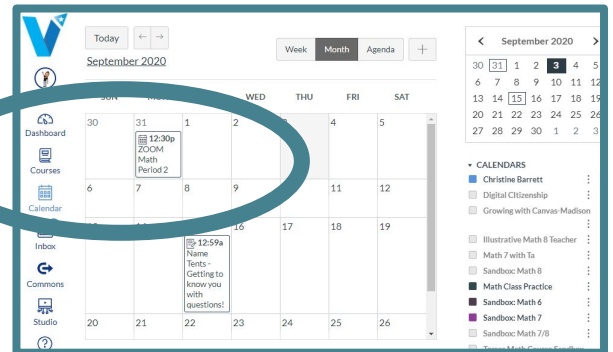 Today ← →
Week Month Agenda +
September 2020
SUN WED THU FRI SAT
30 31 1 2 4 5
12:30p
ZOOM
Math
Period 2
6 7 8 9 11 12
16 17 18 19
12:59a
Name
Tents -
Getting to
know you
with
questions!
20 21 22 23 24 25 26
Dashboard
Courses
Calendar
Inbox
Commons
Studio
< September 2020 >
30 31 1 2 3 4 5
6 7 8 9 10 11 12
13 14 15 16 17 18 19
20 21 22 23 24 25 26
27 28 29 30 1 2 3
CALENDARS
Christine Barrett
Digital Citizenship
Growing with Canvas-Madison
Illustrative Math 8 Teacher
Math 7 with Ta
Sandbox: Math 8
Math Class Practice
Sandbox: Math 6
Sandbox: Math 7
Sandbox: Math 7/8